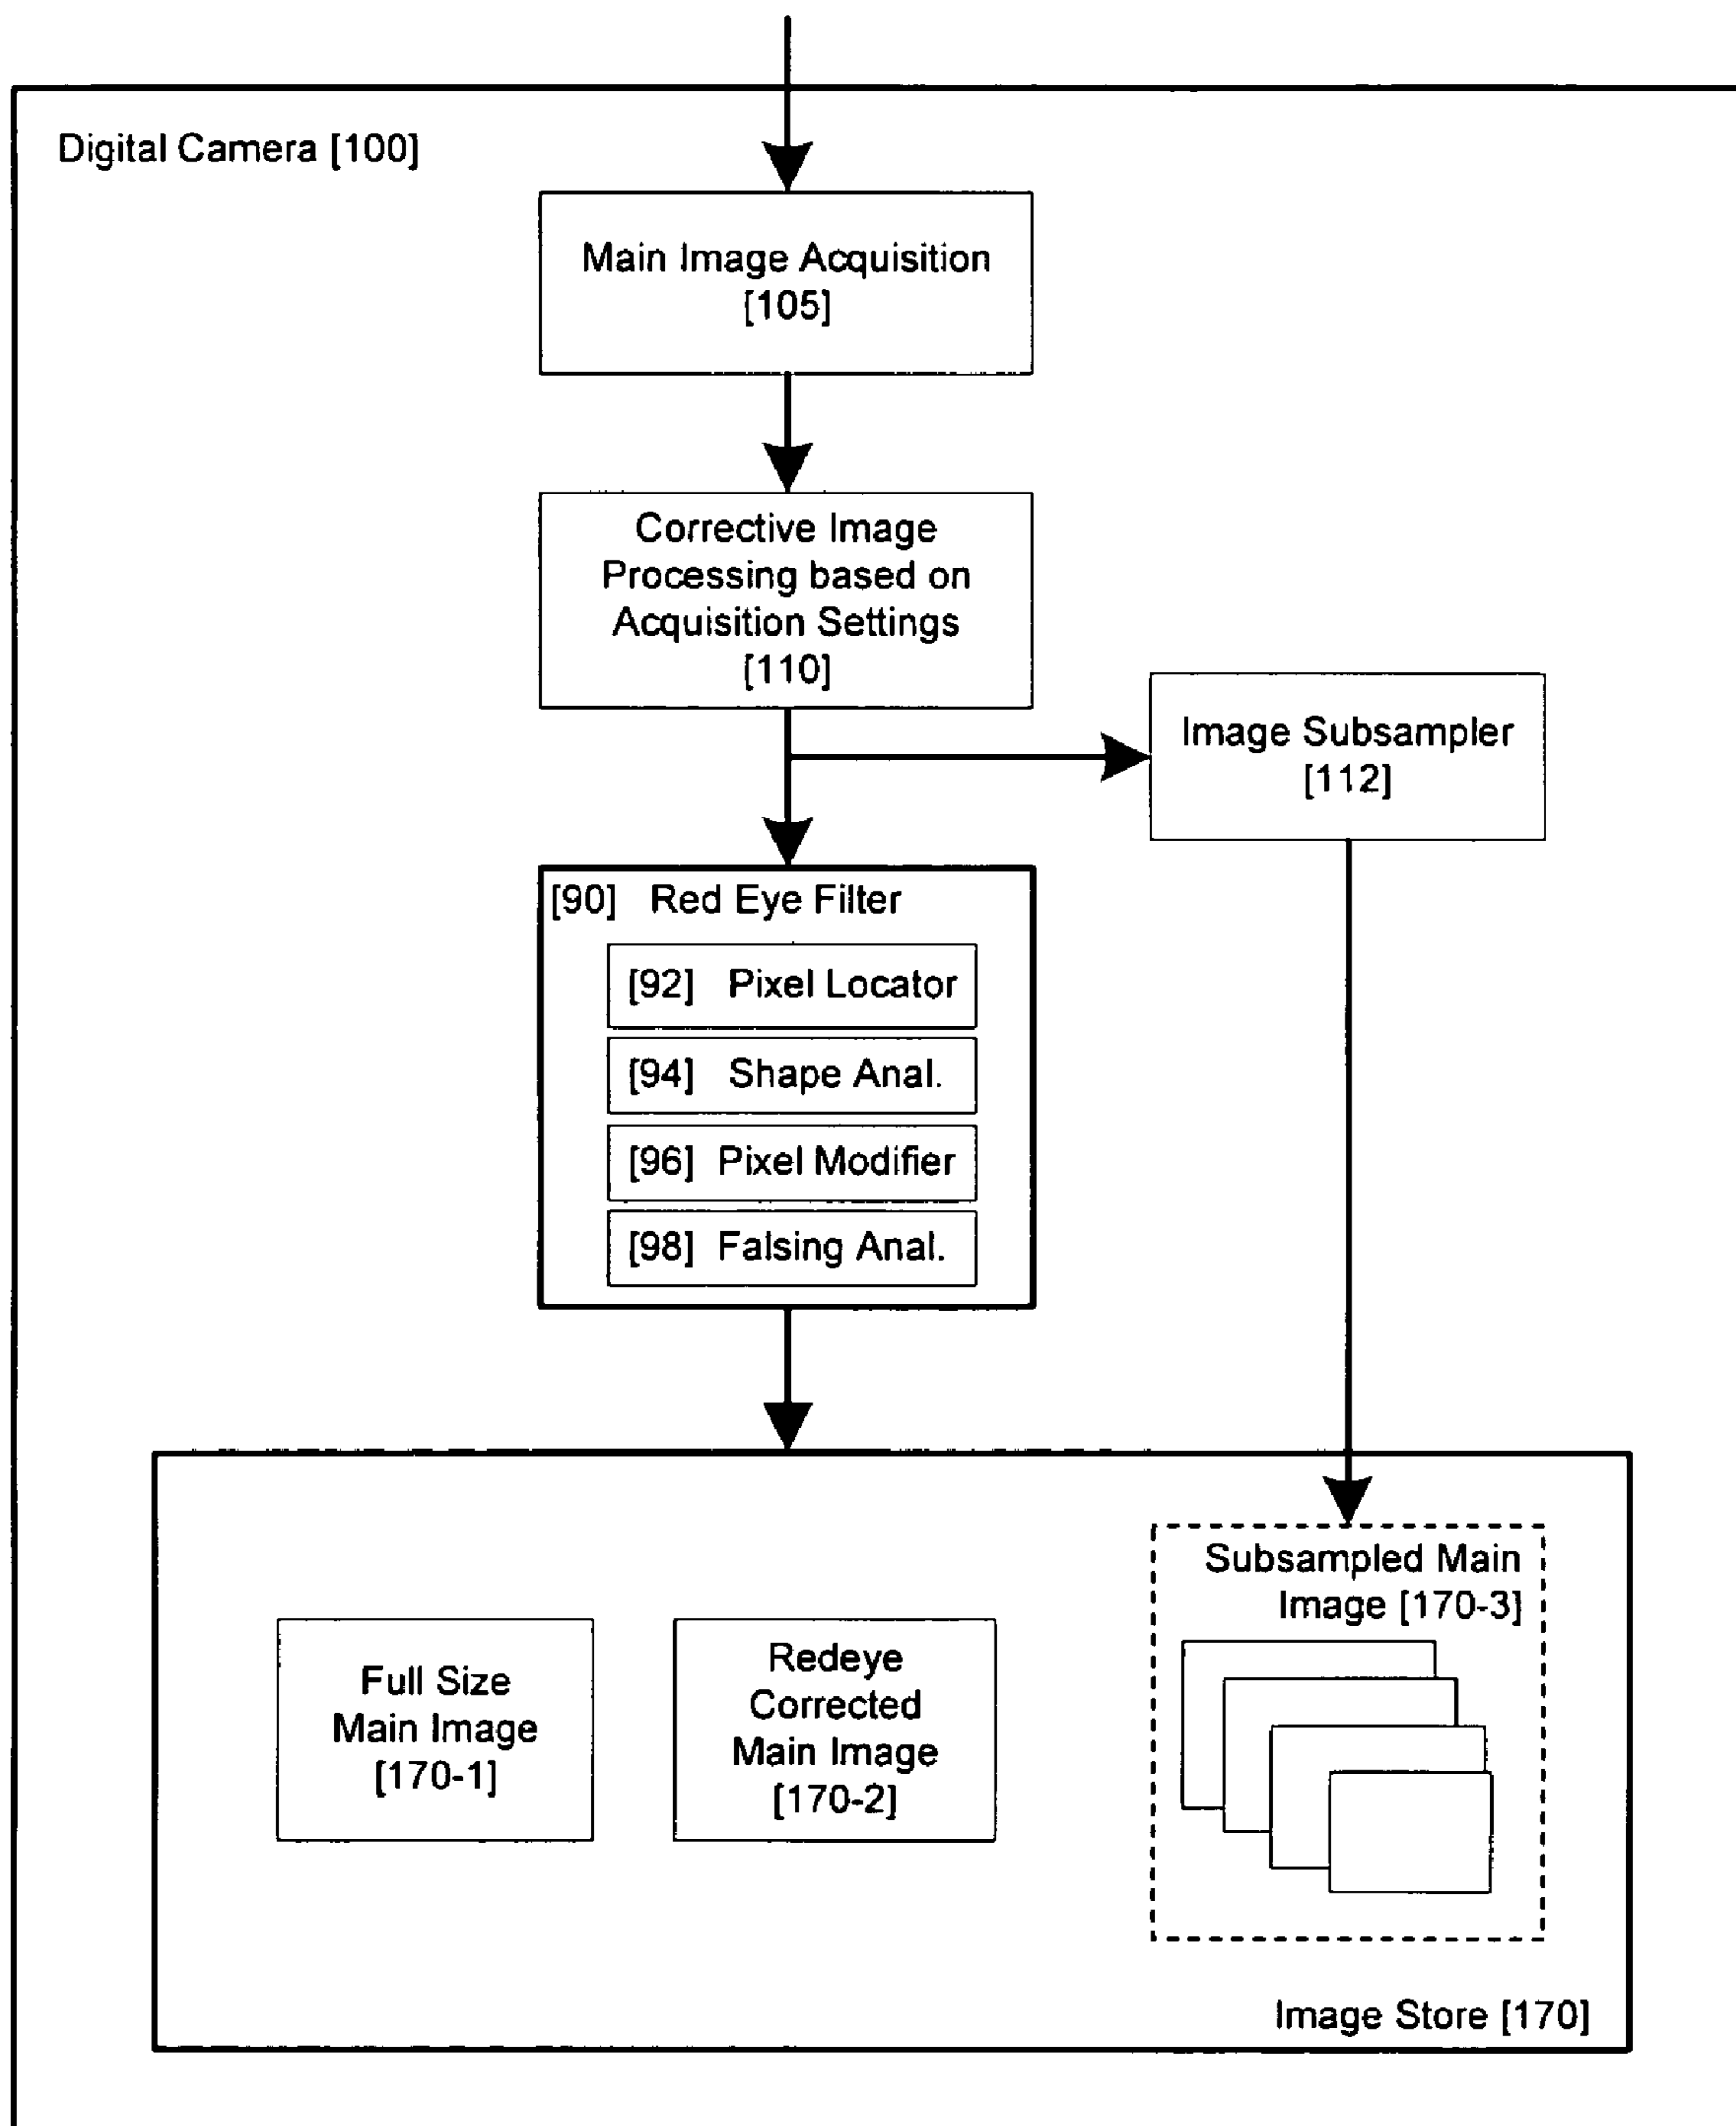 Digital Camera [100]
Main Image Acquisition
[105]
Corrective Image
Processing based on
Acquisition Settings
[110]
Image Subsampler
[112]
[90] Red Eye Filter
[92] Pixel Locator
[94] Shape Anal.
[96] Pixel Modifier
[98] Falsing Anal.
Full Size
Main Image
[170-1]
Redeye
Corrected
Main Image
[170-2]
Subsampled Main
Image [170-3]
Image Store [170]